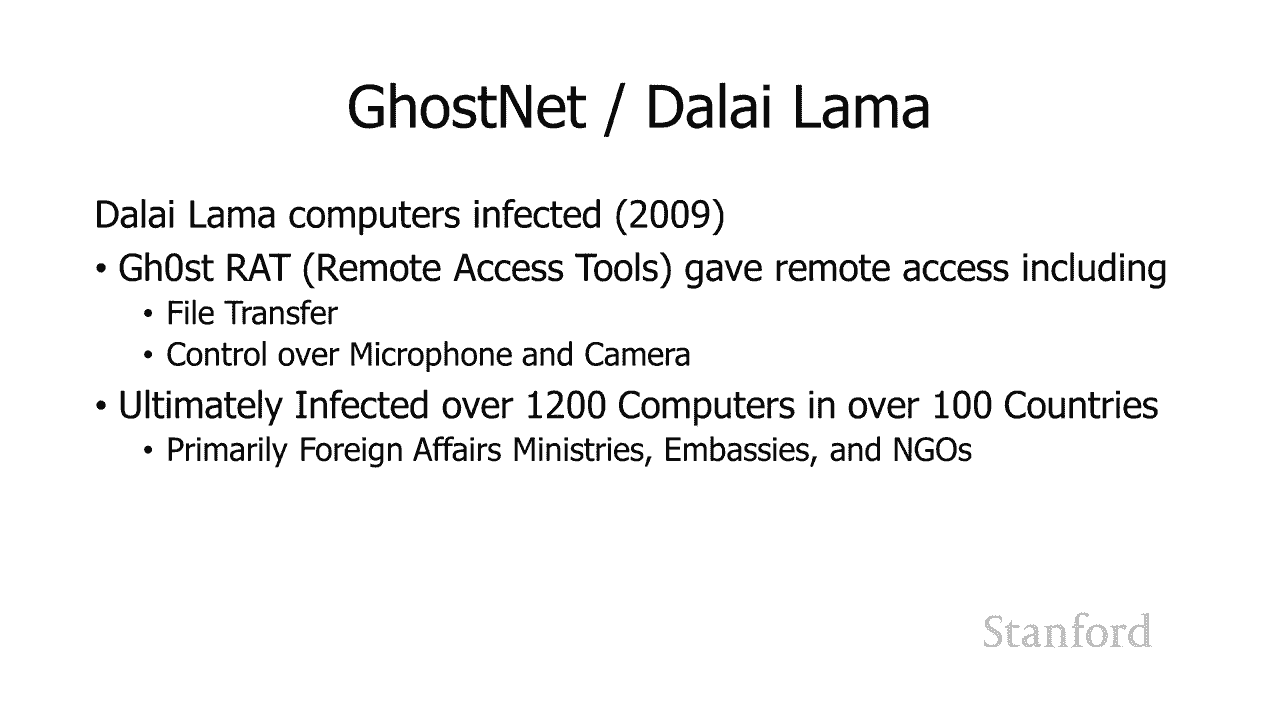 GhostNet / Dalai Lama
Dalai Lama computers infected (2009)
• Gh0st RAT (Remote Access Tools) gave remote access including
• File Transfer
• Control over Microphone and Camera
• Ultimately Infected over 1200 Computers in over 100 Countries
• Primarily Foreign Affairs Ministries, Embassies, and NGOs
Stanford